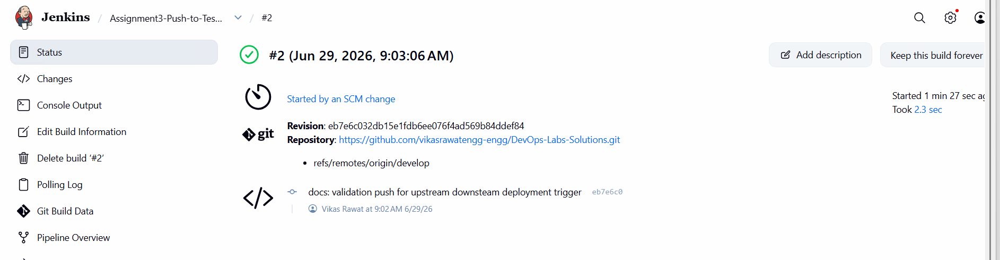 Jenkins / Assignment3-Push-to-Tes... / #2
Status
Changes
Console Output
Edit Build Information
Delete build ‘#2’
Polling Log
Git Build Data
Pipeline Overview
#2 (Jun 29, 2026, 9:03:06 AM)
Add description
Keep this build forever
Started by an SCM change
Started 1 min 27 sec
Took 2.3 sec
git
Revision: eb7e6c032db15e1fdb6ee076f4ad569b84ddef84
Repository: https://github.com/vikasrawatengg-engg/DevOps-Labs-Solutions.git
• refs/remotes/origin/develop
docs: validation push for upstream downsteam deployment trigger eb7e6c0
Vikas Rawat at 9:02 AM 6/29/26